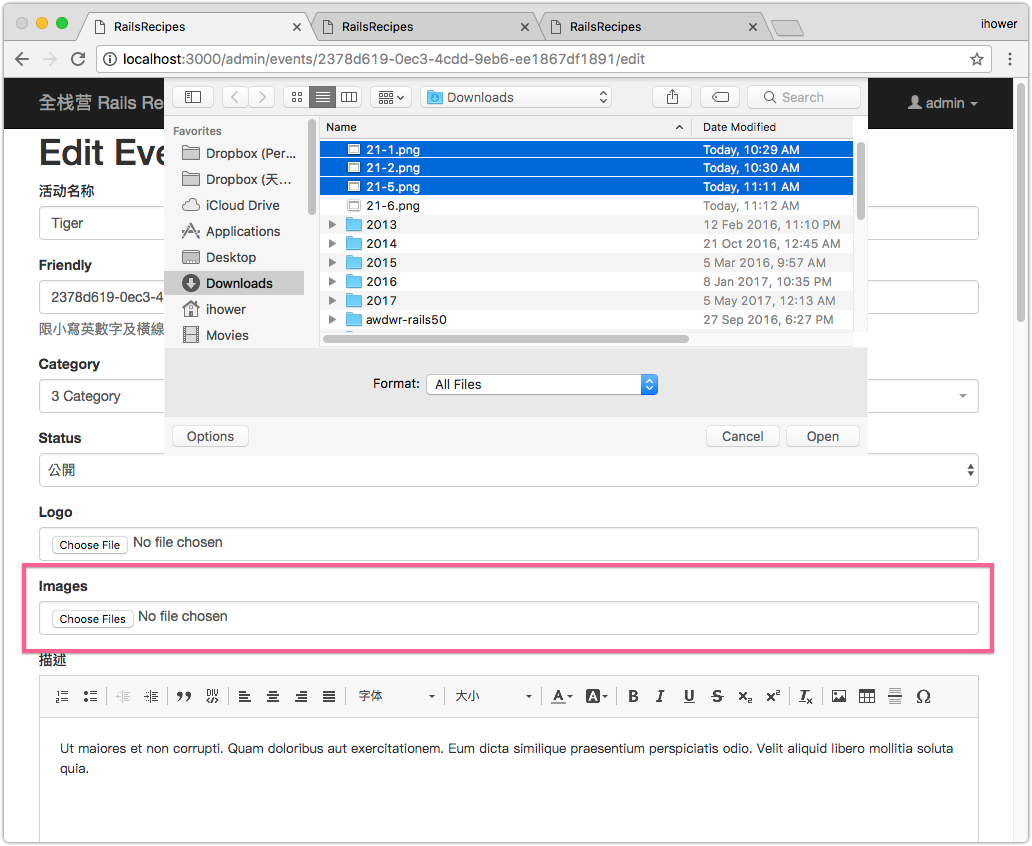 RailsRecipes
RailsRecipes
RailsRecipes
ihower
localhost:3000/admin/events/2378d619-0ec3-4cdd-9eb6-ee1867df1891/edit
全栈营 Rails Re
admin
Downloads
Search
Favorites
Dropbox (Per...
Dropbox (天...
iCloud Drive
Applications
Desktop
Downloads
ihower
Movies
Name Date Modified
21-1.png Today, 10:29 AM
21-2.png Today, 10:30 AM
21-5.png Today, 11:11 AM
21-6.png Today, 11:12 AM
2013 12 Feb 2016, 11:10 PM
2014 21 Oct 2016, 12:45 AM
2015 5 Mar 2016, 9:57 AM
2016 8 Jan 2017, 10:35 PM
2017 5 May 2017, 12:13 AM
awdwr-rails50 27 Sep 2016, 6:27 PM
Format: All Files
Options Cancel Open
Edit Eve
活动名称
Tiger
Friendly
2378d619-0ec3-4
限小寫英數字及橫線
Category
3 Category
Status
公開
Logo
Choose File No file chosen
Images
Choose Files No file chosen
描述
字体 大小
Ut maiores et non corrupti. Quam doloribus aut exercitationem. Eum dicta similique praesentium perspiciatis odio. Velit aliquid libero mollitia soluta
quia.